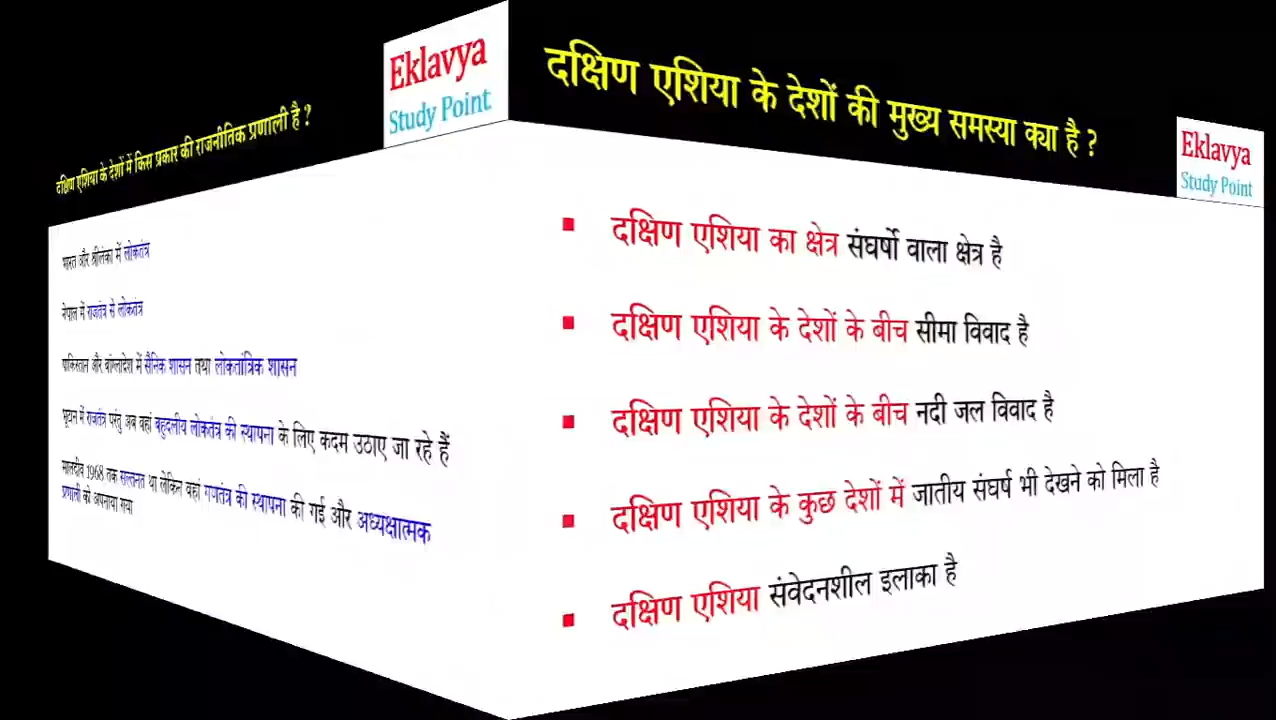 दक्षिण एशिया के देशों में किस प्रकार की राजनीतिक प्रणाली है ?
Eklavya
Study Point
भारत और श्रीलंका में लोकतंत्र
नेपाल में राजतंत्र से लोकतंत्र
पाकिस्तान और बांग्लादेश में सैनिक शासन तथा लोकतांत्रिक शासन
भूटान में राजतंत्र परंतु अब वहां बहुदलीय लोकतंत्र की स्थापना के लिए कदम उठाए जा रहे हैं
मालदीव 1968 तक सल्तनत था लेकिन वहां गणतंत्र की स्थापना की गई और अध्यक्षात्मक
प्रणाली को अपनाया गया
दक्षिण एशिया के देशों की मुख्य समस्या क्या है ?
Eklavya
Study Point
▪ दक्षिण एशिया का क्षेत्र संघर्षो वाला क्षेत्र है
▪ दक्षिण एशिया के देशों के बीच सीमा विवाद है
▪ दक्षिण एशिया के देशों के बीच नदी जल विवाद है
▪ दक्षिण एशिया के कुछ देशों में जातीय संघर्ष भी देखने को मिला है
▪ दक्षिण एशिया संवेदनशील इलाका है